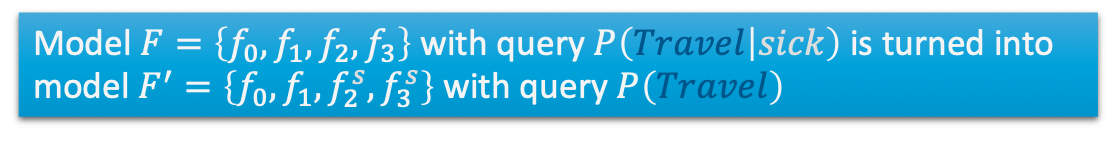 Model F = {f₀, f₁, f₂, f₃} with query P(Travel|sick) is turned into
model F′ = {f₀, f₁, f₂ˢ, f₃ˢ} with query P(Travel)